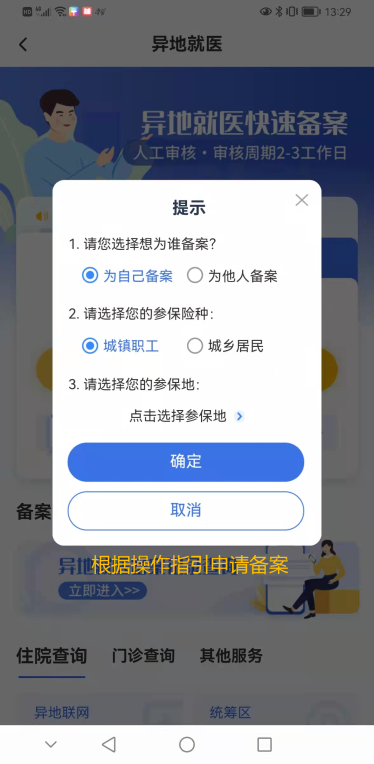 13:29
异地就医
异地就医快速备案
人工审核·审核周期2-3工作日
提示
1. 请您选择想为谁备案？
为自己备案 为他人备案
2. 请选择您的参保险种：
城镇职工 城乡居民
3. 请选择您的参保地：
点击选择参保地
确定
取消
备案
异地
根据操作指引申请备案
立即进入>>
住院查询 门诊查询 其他服务
异地联网 统筹区